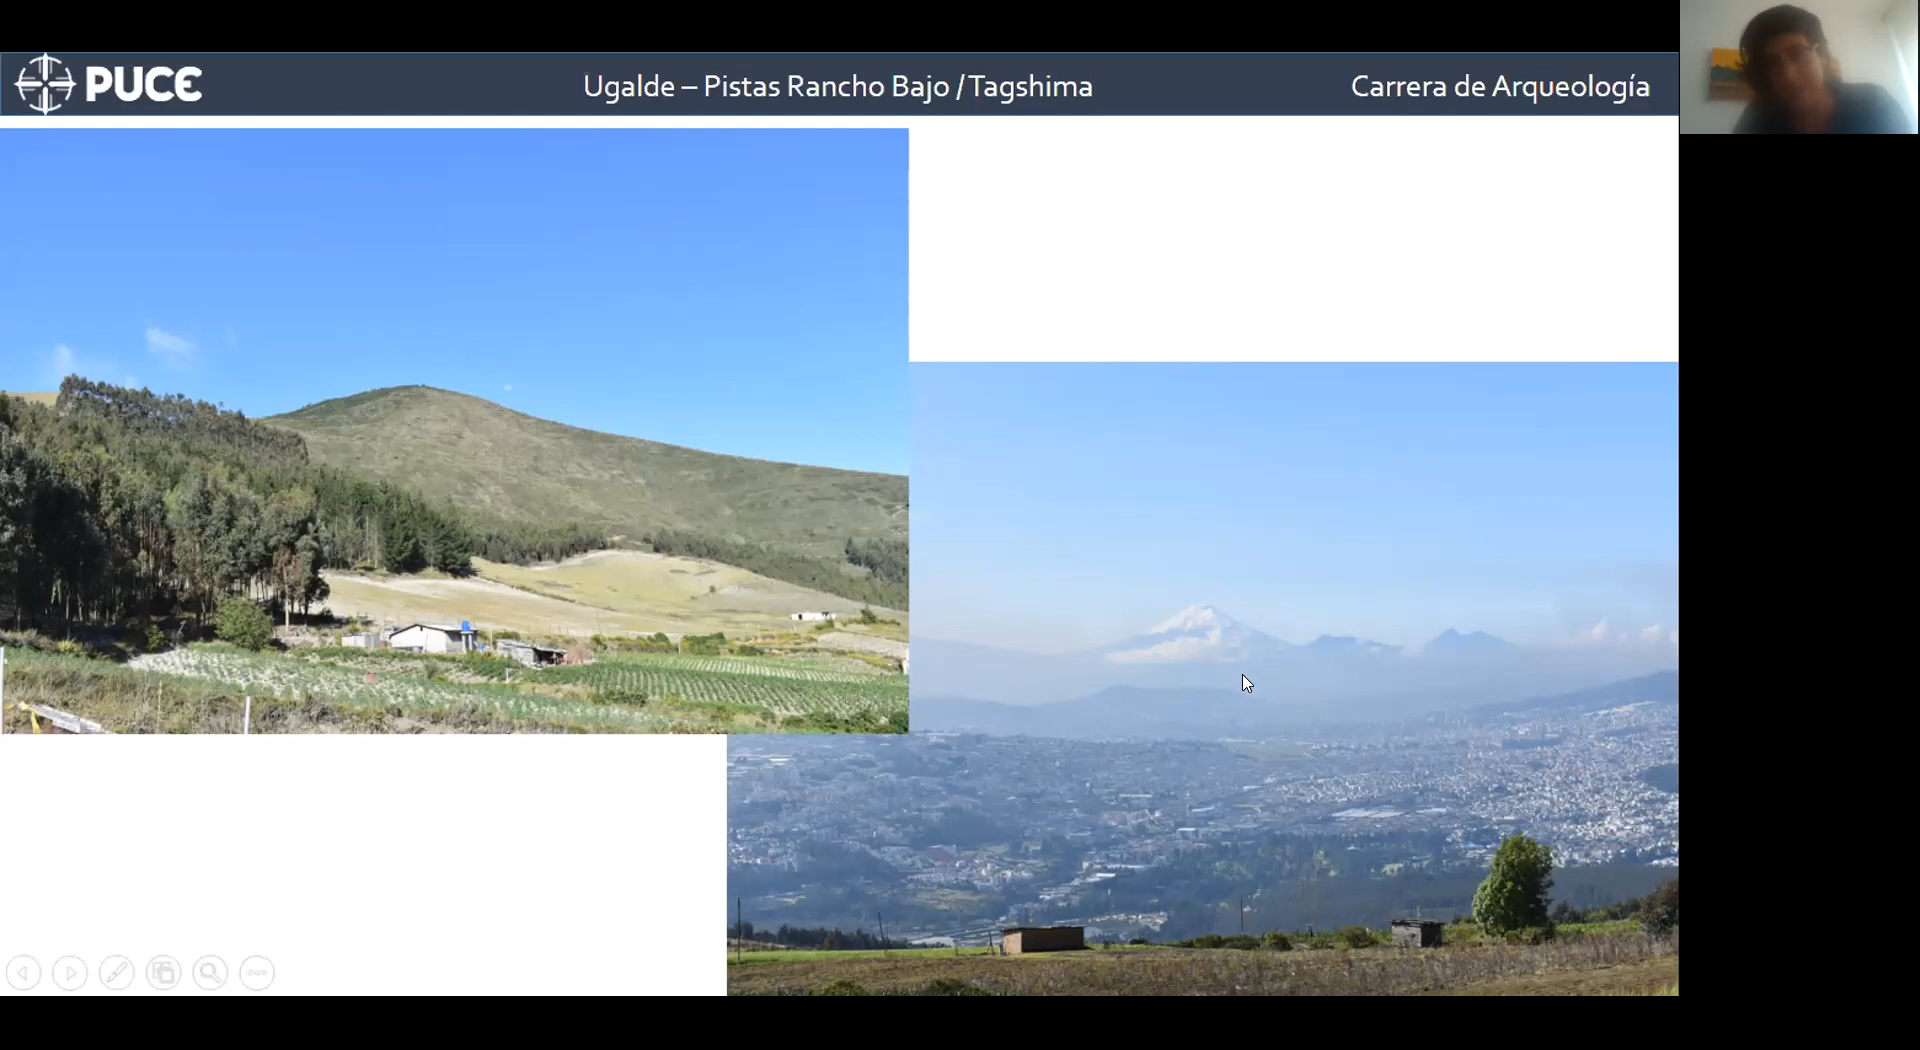 PUCE
Ugalde – Pistas Rancho Bajo / Tagshima
Carrera de Arqueología